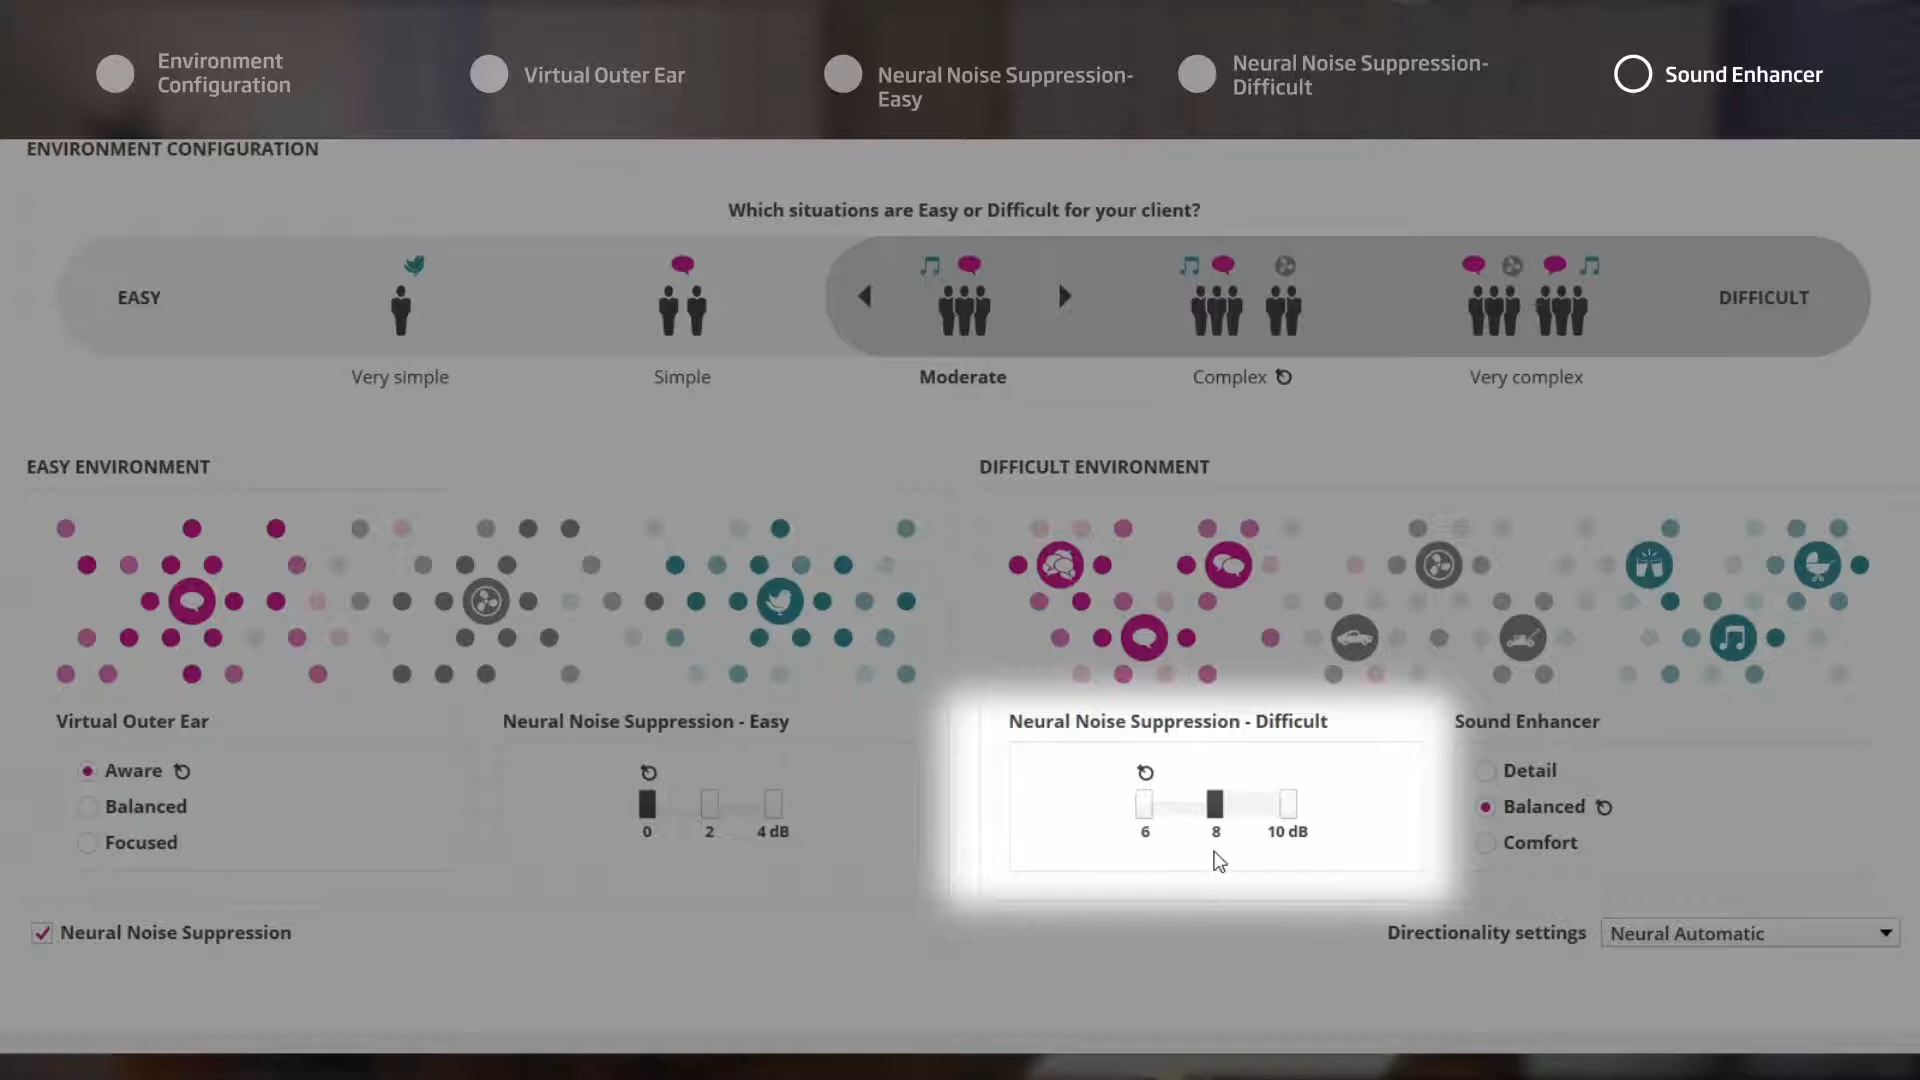 Environment
Configuration
Virtual Outer Ear
Neural Noise Suppression-
Easy
Neural Noise Suppression-
Difficult
Sound Enhancer
ENVIRONMENT CONFIGURATION
Which situations are Easy or Difficult for your client?
EASY
DIFFICULT
Very simple
Simple
Moderate
Complex
Very complex
EASY ENVIRONMENT
DIFFICULT ENVIRONMENT
Virtual Outer Ear
Aware
Balanced
Focused
Neural Noise Suppression - Easy
0 2 4 dB
Neural Noise Suppression - Difficult
6 8 10 dB
Sound Enhancer
Detail
Balanced
Comfort
Neural Noise Suppression
Directionality settings Neural Automatic